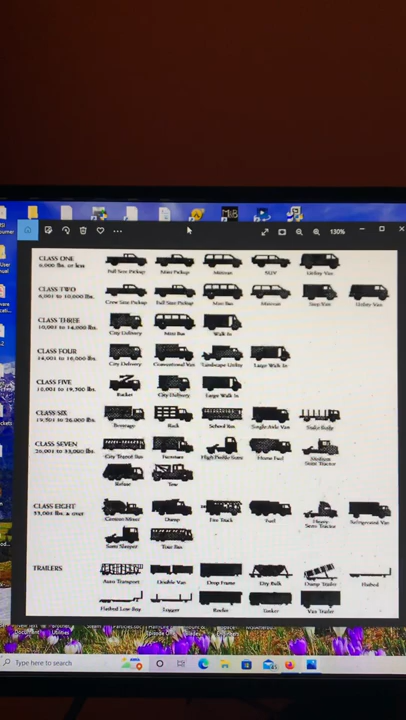 130%
CLASS ONE
6,000 lbs. or less
Full Size Pickup Mini Pickup Minivan SUV Utility Van
CLASS TWO
6,001 to 10,000 lbs.
Crew Size Pickup Full Size Pickup Mini Bus Minivan Step Van Utility Van
CLASS THREE
10,001 to 14,000 lbs.
City Delivery Mini Bus Walk In
CLASS FOUR
14,001 to 16,000 lbs.
City Delivery Conventional Van Landscape Utility Large Walk In
CLASS FIVE
16,001 to 19,500 lbs.
Bucket City Delivery Large Walk In
CLASS SIX
19,501 to 26,000 lbs.
Beverage Rack School Bus Single Axle Van Stake Body
CLASS SEVEN
26,001 to 33,000 lbs.
City Transit Bus Furniture High Profile Semi Home Fuel Medium Semi Tractor
Refuse Tow
CLASS EIGHT
33,001 lbs. & over
Cement Mixer Dump Fire Truck Fuel Heavy Semi Tractor Refrigerated Van
Semi Sleeper Tour Bus
TRAILERS
Auto Transport Double Van Drop Frame Dry Bulk Dump Trailer Flatbed
Flatbed Low Boy Logger Reefer Tanker Van Trailer
Type here to search